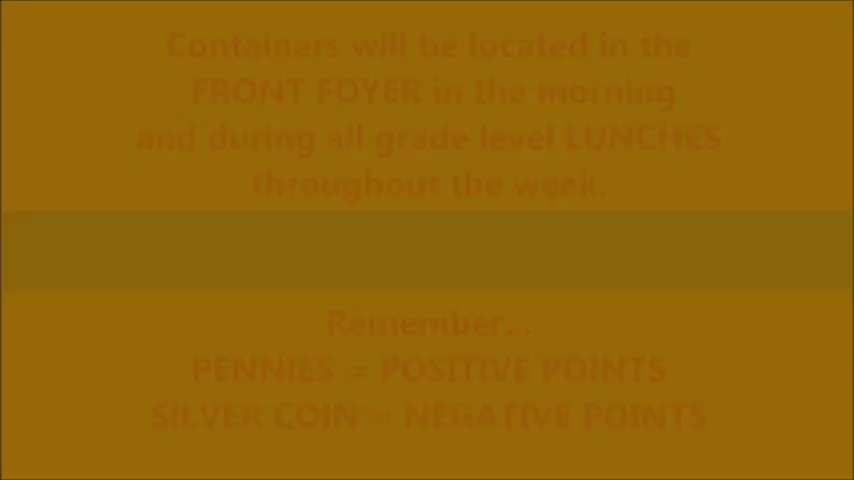 Containers will be located in the
FRONT FOYER in the morning
and during all grade level LUNCHES
throughout the week.
Remember...
PENNIES = POSITIVE POINTS
SILVER COIN = NEGATIVE POINTS